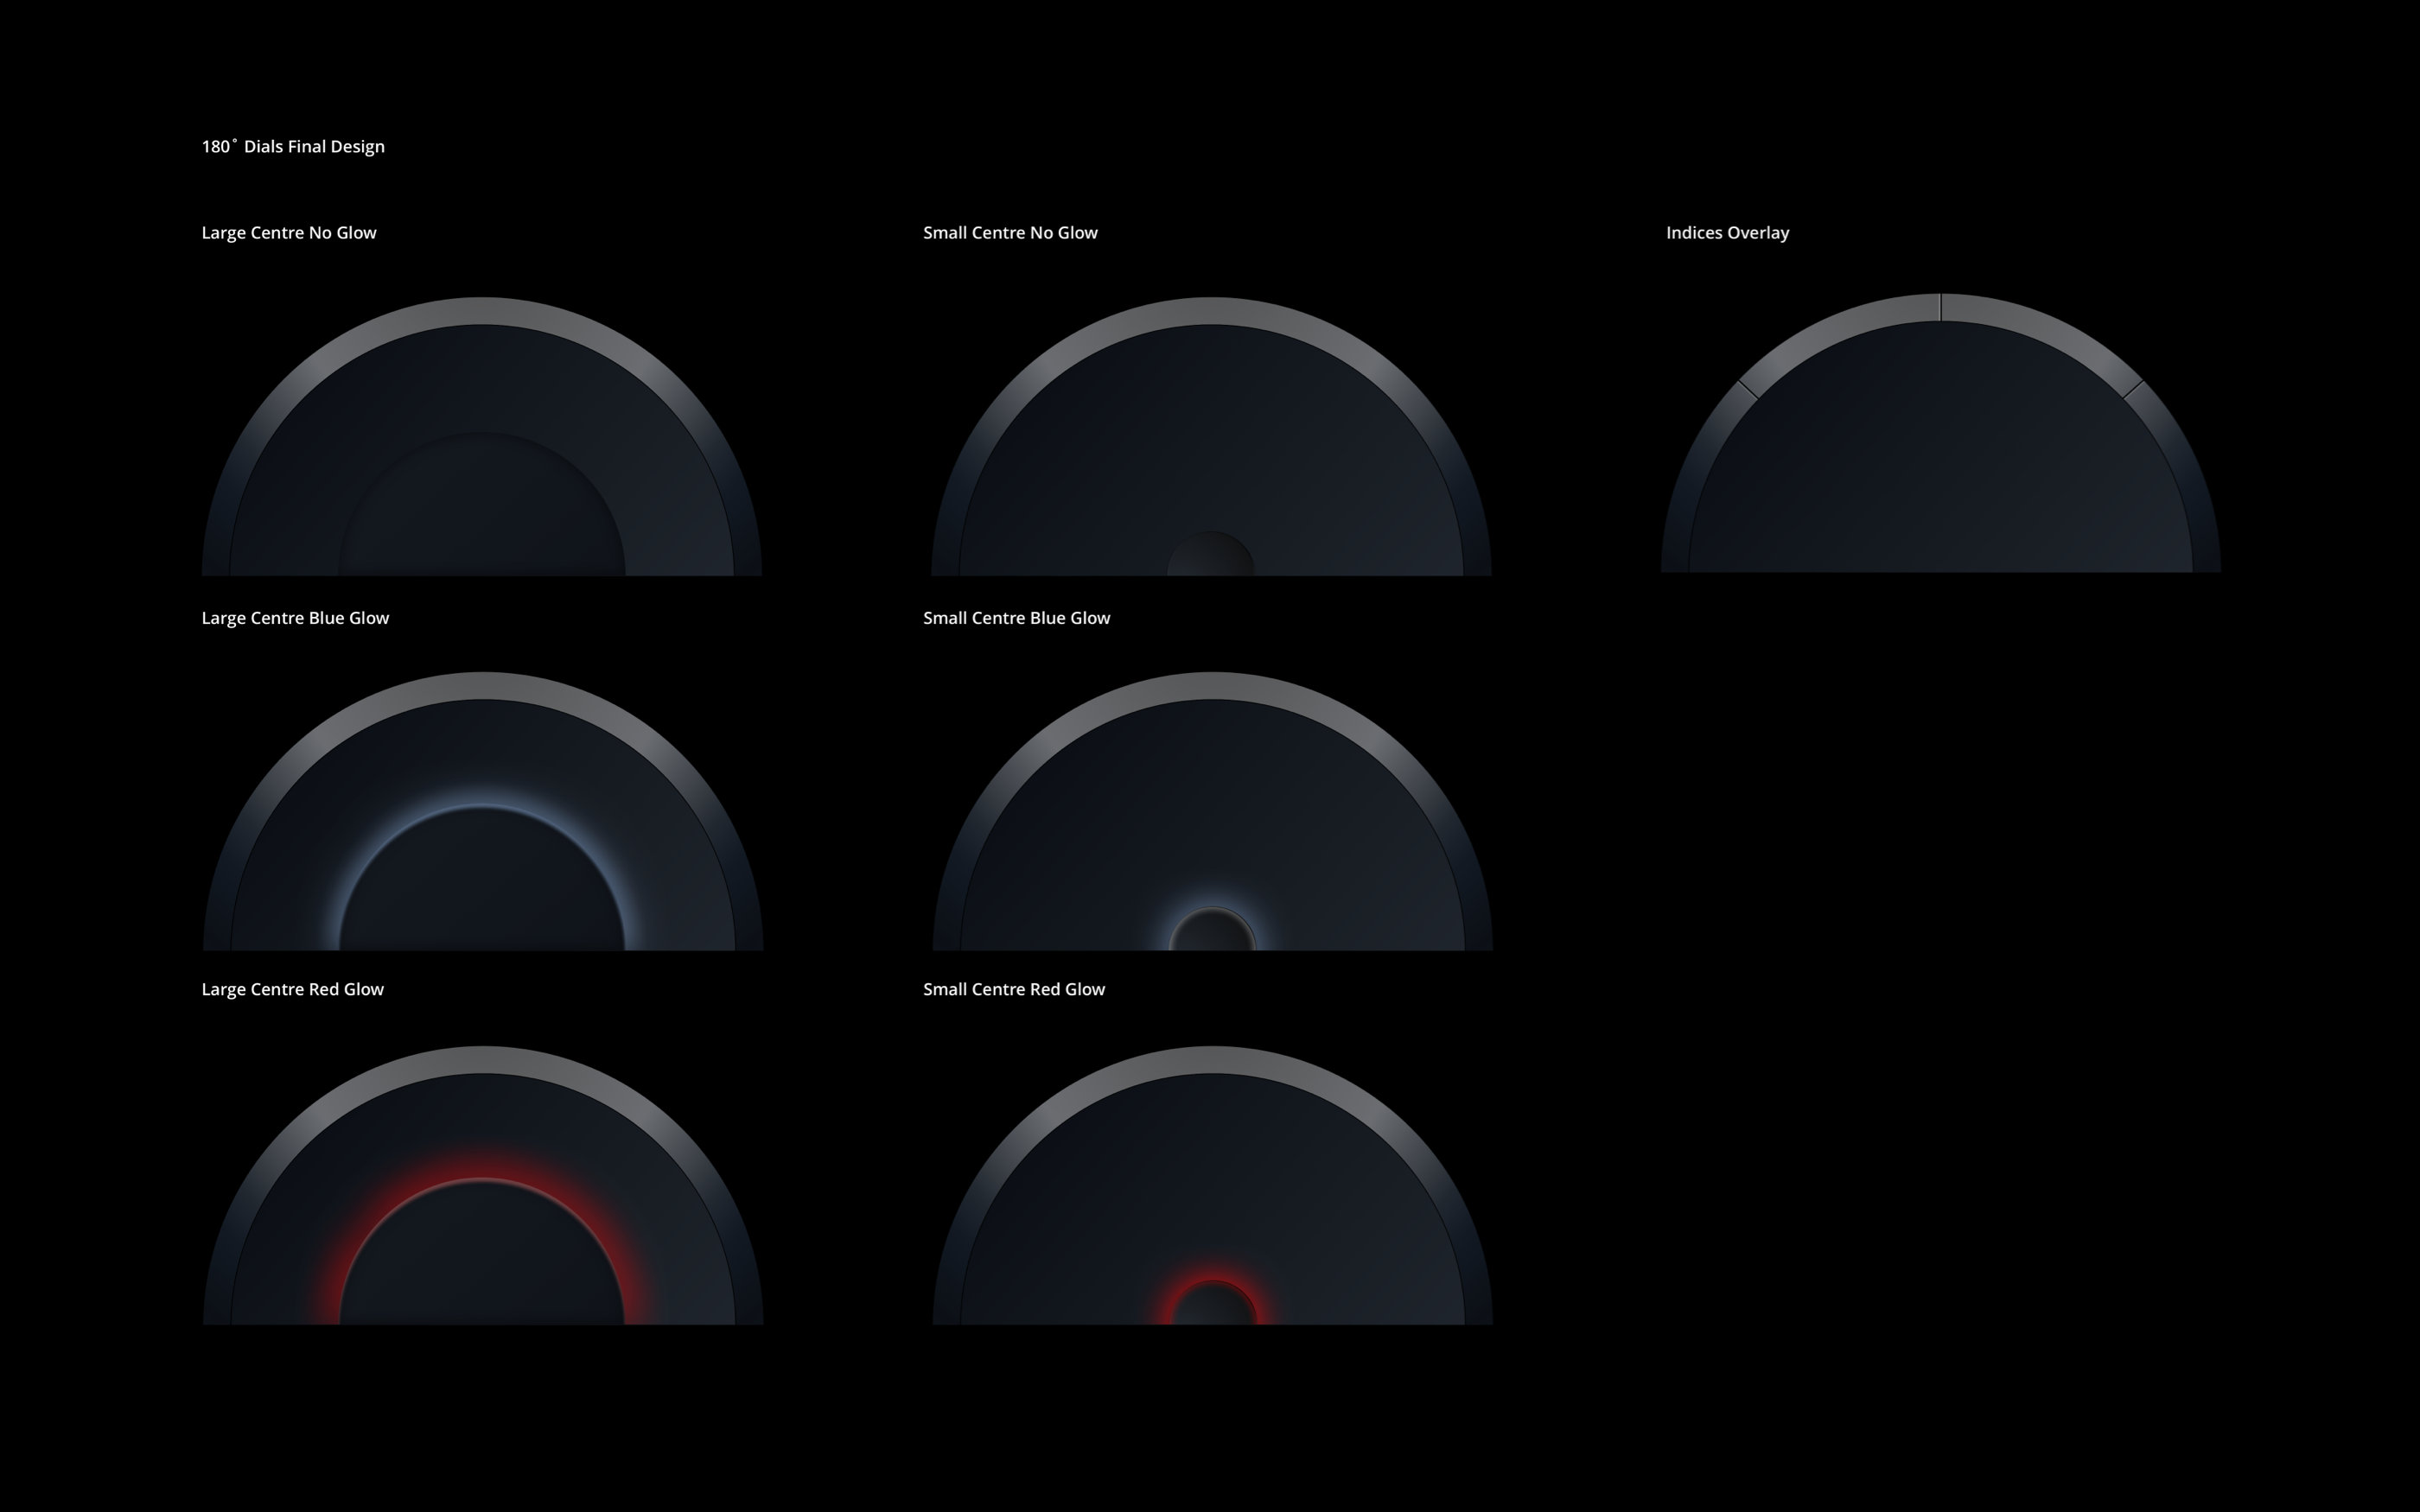 180˚ Dials Final Design
Large Centre No Glow
Small Centre No Glow
Indices Overlay
Large Centre Blue Glow
Small Centre Blue Glow
Large Centre Red Glow
Small Centre Red Glow